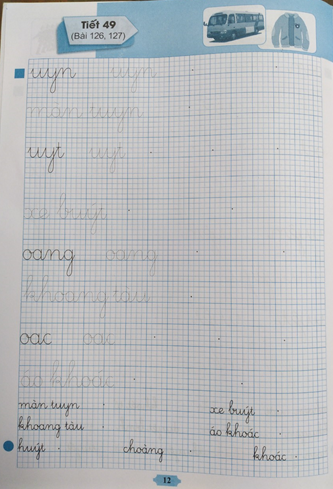 Tiết 49
(Bài 126, 127)
uyn uyn
màn tuyn
uyt uyt
xe buýt
oang oang
khoang tàu
oac oac
áo khoác
màn tuyn xe buýt
khoang tàu áo khoác
huýt choàng khoác
12